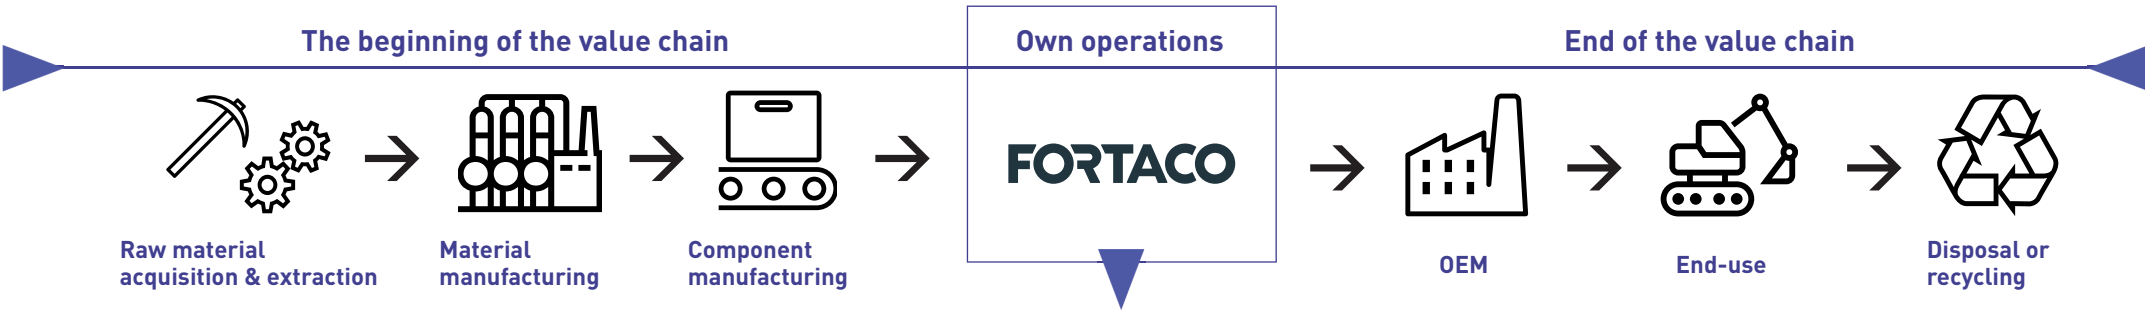 The beginning of the value chain
Own operations
End of the value chain
FORTACO
Raw material
acquisition & extraction
Material
manufacturing
Component
manufacturing
OEM
End-use
Disposal or
recycling